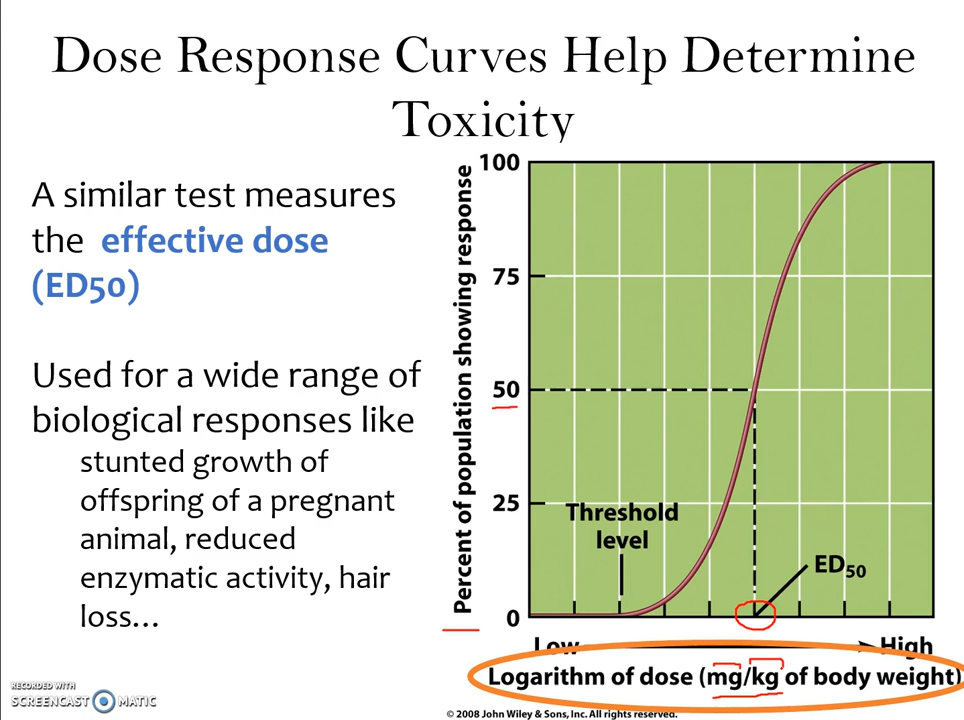 Dose Response Curves Help Determine
Toxicity
A similar test measures
the effective dose
(ED50)
Used for a wide range of
biological responses like
stunted growth of
offspring of a pregnant
animal, reduced
enzymatic activity, hair
loss...
Percent of population showing response
100
75
50
25
0
Threshold
level
ED50
Low
High
Logarithm of dose (mg/kg of body weight)
© 2008 John Wiley & Sons, Inc. All rights reserved.
RECORDED WITH
SCREENCAST MATIC